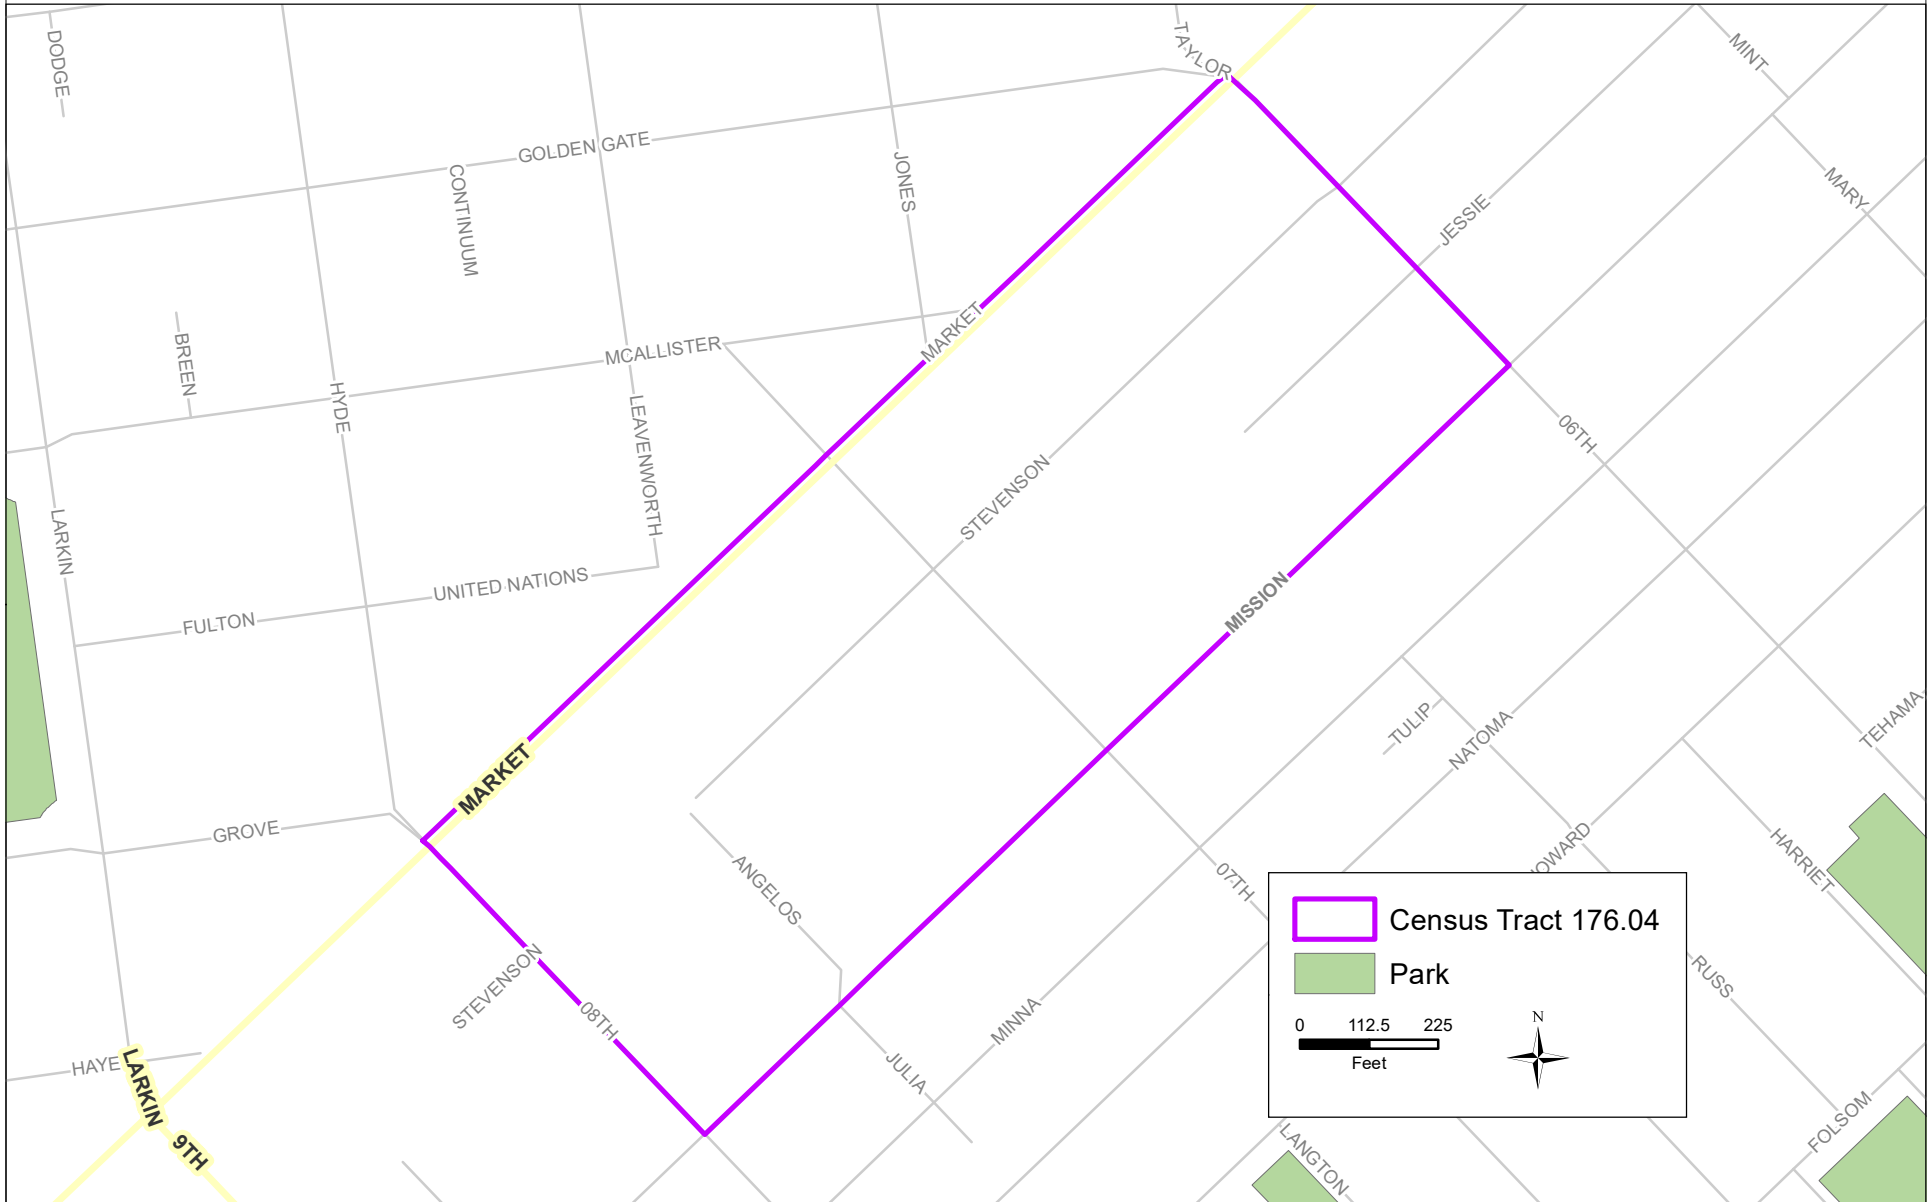 DODGE
TAYLOR
MINT
GOLDEN GATE
CONTINUUM
JONES
JESSIE
MARY
BREEN
HYDE
MCALLISTER
MARKET
LEAVENWORTH
06TH
STEVENSON
LARKIN
UNITED NATIONS
FULTON
MISSION
TULIP
NATOMA
TEHAMA
MARKET
GROVE
ANGELOS
07TH
OWARD
HARRIET
STEVENSON
08TH
MINNA
JULIA
RUSS
HAYE
LARKIN
9TH
LANGTON
FOLSOM
Census Tract 176.04
Park
0 112.5 225
Feet
N